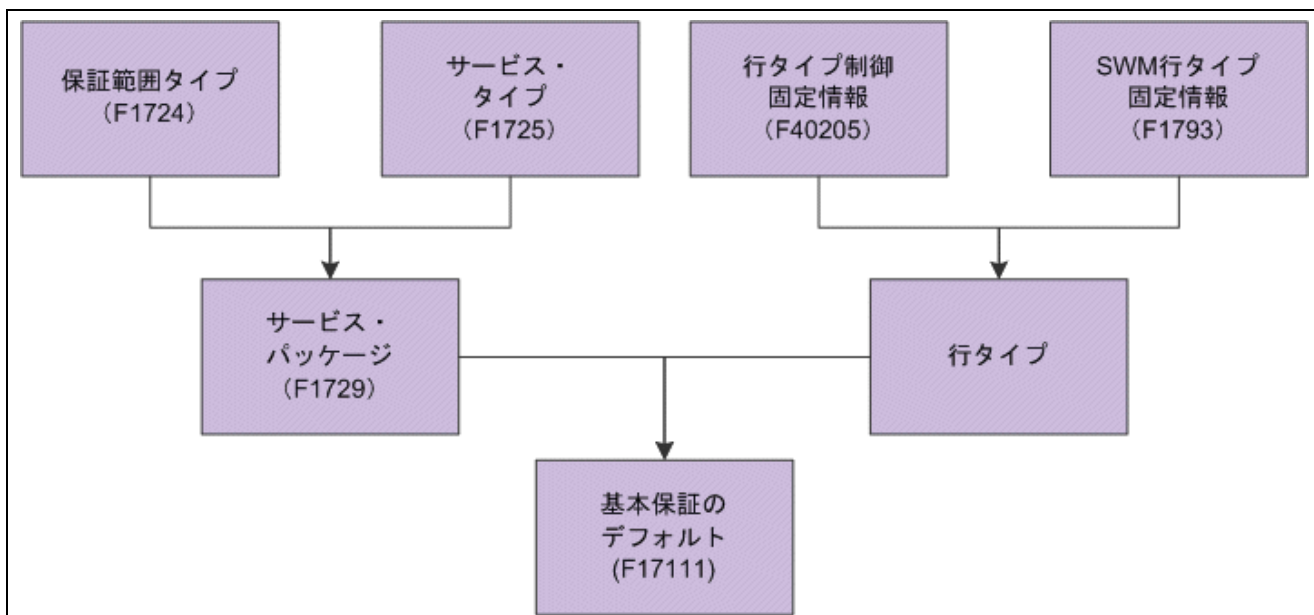 保証範囲タイプ
（F1724）
サービス・
タイプ
（F1725）
行タイプ制御
固定情報
（F40205）
SWM行タイプ
固定情報
（F1793）
サービス・
パッケージ
（F1729）
行タイプ
基本保証の
デフォルト
(F17111)